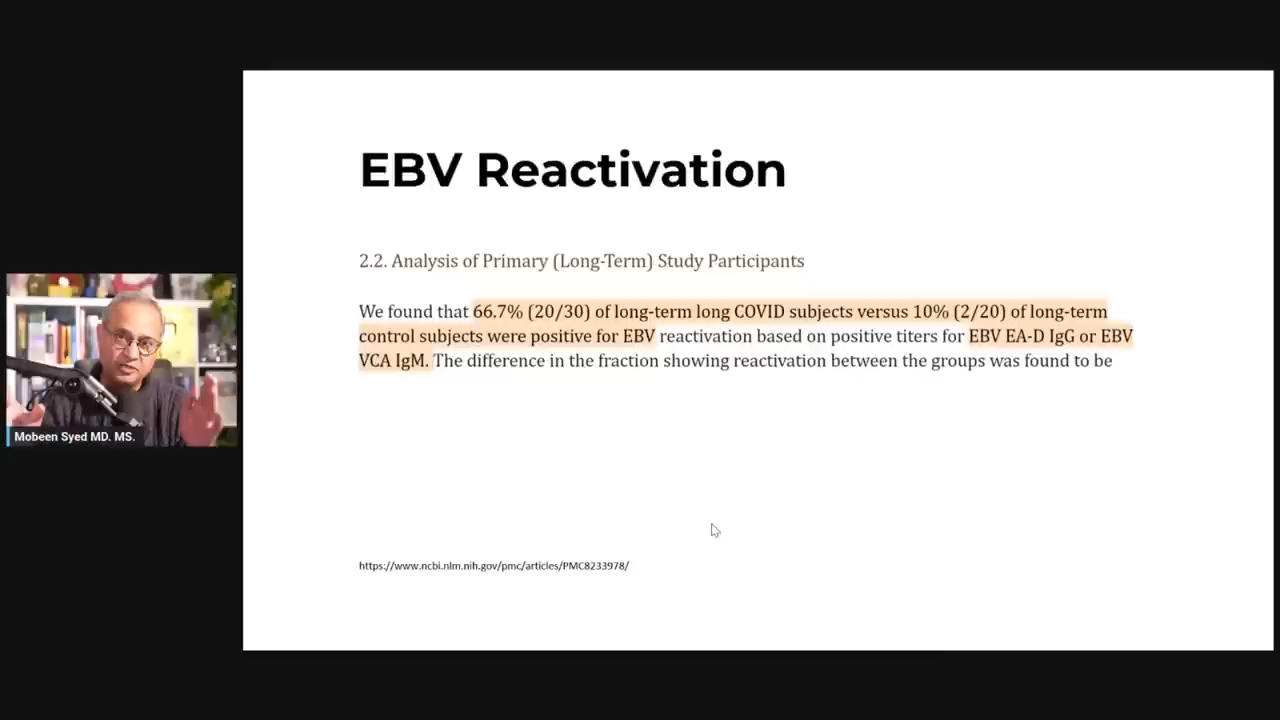 EBV Reactivation
2.2. Analysis of Primary (Long-Term) Study Participants
We found that 66.7% (20/30) of long-term long COVID subjects versus 10% (2/20) of long-term
control subjects were positive for EBV reactivation based on positive titers for EBV EA-D IgG or EBV
VCA IgM. The difference in the fraction showing reactivation between the groups was found to be
Mobeen Syed MD. MS.
https://www.ncbi.nlm.nih.gov/pmc/articles/PMC8233978/